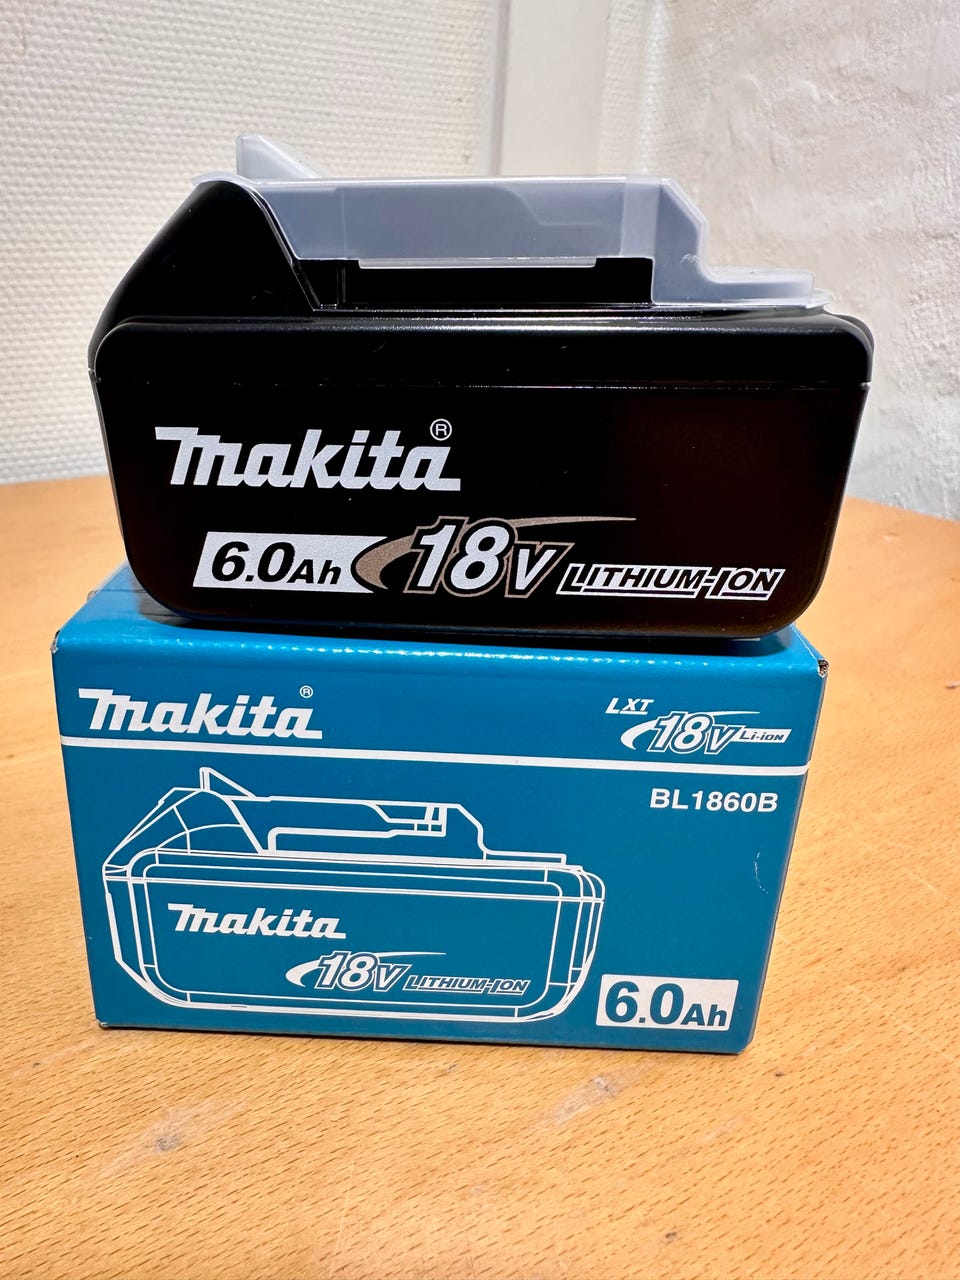 makita®
6.0Ah 18V LITHIUM-ION
makita®
LXT
18V Li-ion
BL1860B
makita
18V LITHIUM-ION
6.0Ah